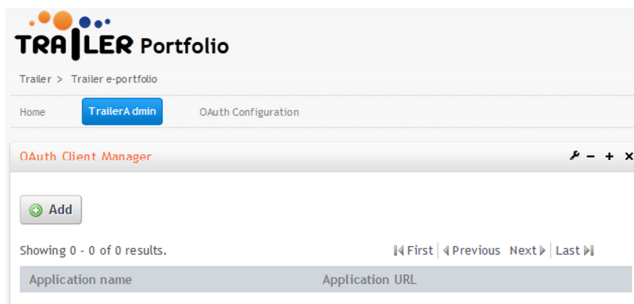 TRAILER Portfolio
Trailer > Trailer e-portfolio
Home TrailerAdmin OAuth Configuration
OAuth Client Manager
Add
Showing 0 - 0 of 0 results. First Previous Next Last
Application name Application URL